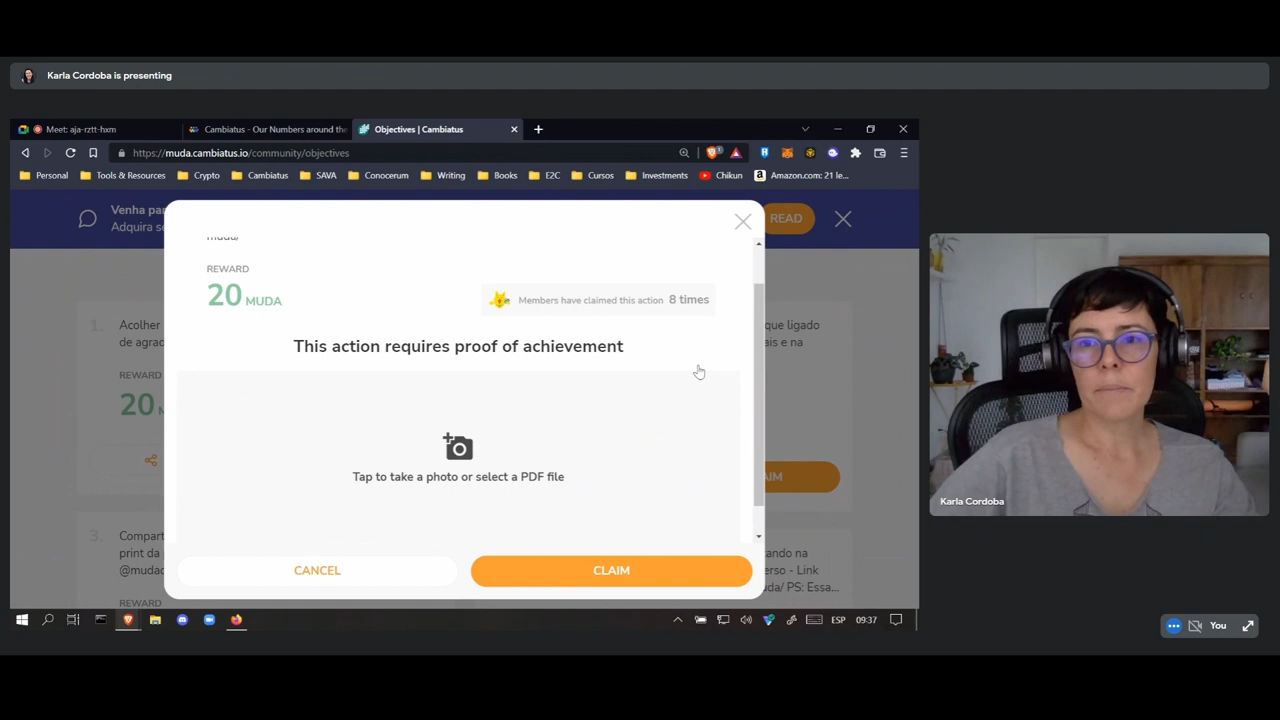 Karla Cordoba is presenting
Meet: aja-rztt-hxm
Cambiatus - Our Numbers around the
Objectives | Cambiatus
https://muda.cambiatus.io/community/objectives
1
Personal
Tools & Resources
Crypto
Cambiatus
SAVA
Conocerum
Writing
Books
E2C
Cursos
Investments
Chikun
Amazon.com: 21 le...
Venha par
Adquira se
READ
muda/
REWARD
20 MUDA
Members have claimed this action 8 times
This action requires proof of achievement
Tap to take a photo or select a PDF file
CANCEL
CLAIM
1.
Acolher
de agrad
REWARD
20 M
que ligado
ais e na
AIM
3.
Compart
print da
@mudac
REWARD
tando na
erso - Link
uda/ PS: Essa...
ESP
09:37
Karla Cordoba
You